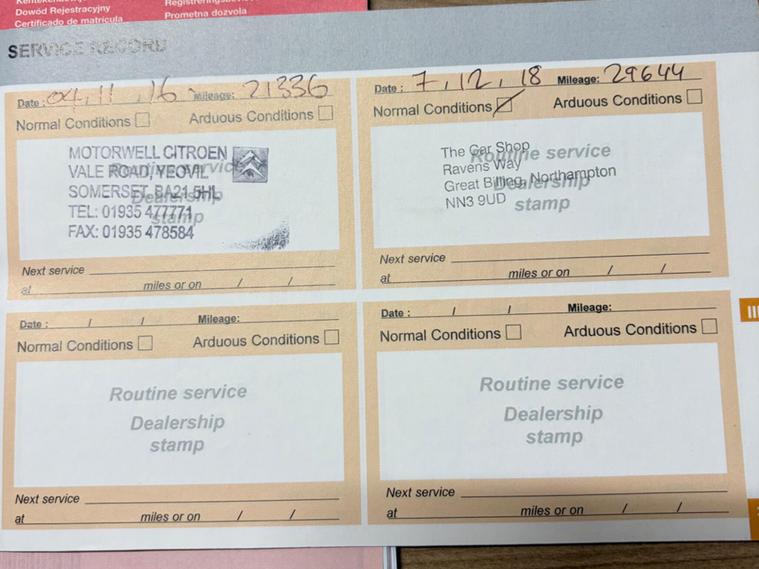 Dowód Rejestracyjny
Certificado de matrícula
Prometna dozvola
SERVICE RECORD
Date : 04, 11, 16 Mileage: 21336
Normal Conditions Arduous Conditions
MOTORWELL CITROEN
VALE ROAD, YEOVIL
SOMERSET, BA21 5HL
TEL: 01935 477771
FAX: 01935 478584
Routine service
Dealership
stamp
Next service
at miles or on / /
Date : 7, 12, 18 Mileage: 29644
Normal Conditions Arduous Conditions
The Car Shop
Ravens Way
Great Billing, Northampton
NN3 9UD
Routine service
Dealership
stamp
Next service
at miles or on / /
Date : / / Mileage:
Normal Conditions Arduous Conditions
Routine service
Dealership
stamp
Next service
at miles or on / /
Date : / / Mileage:
Normal Conditions Arduous Conditions
Routine service
Dealership
stamp
Next service
at miles or on / /